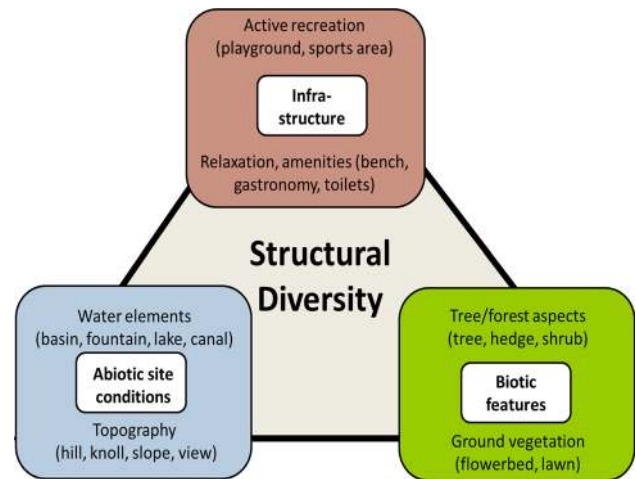 Active recreation
(playground, sports area)
Infra-
structure
Relaxation, amenities (bench,
gastronomy, toilets)
Structural
Diversity
Water elements
(basin, fountain, lake, canal)
Abiotic site
conditions
Topography
(hill, knoll, slope, view)
Tree/forest aspects
(tree, hedge, shrub)
Biotic
features
Ground vegetation
(flowerbed, lawn)